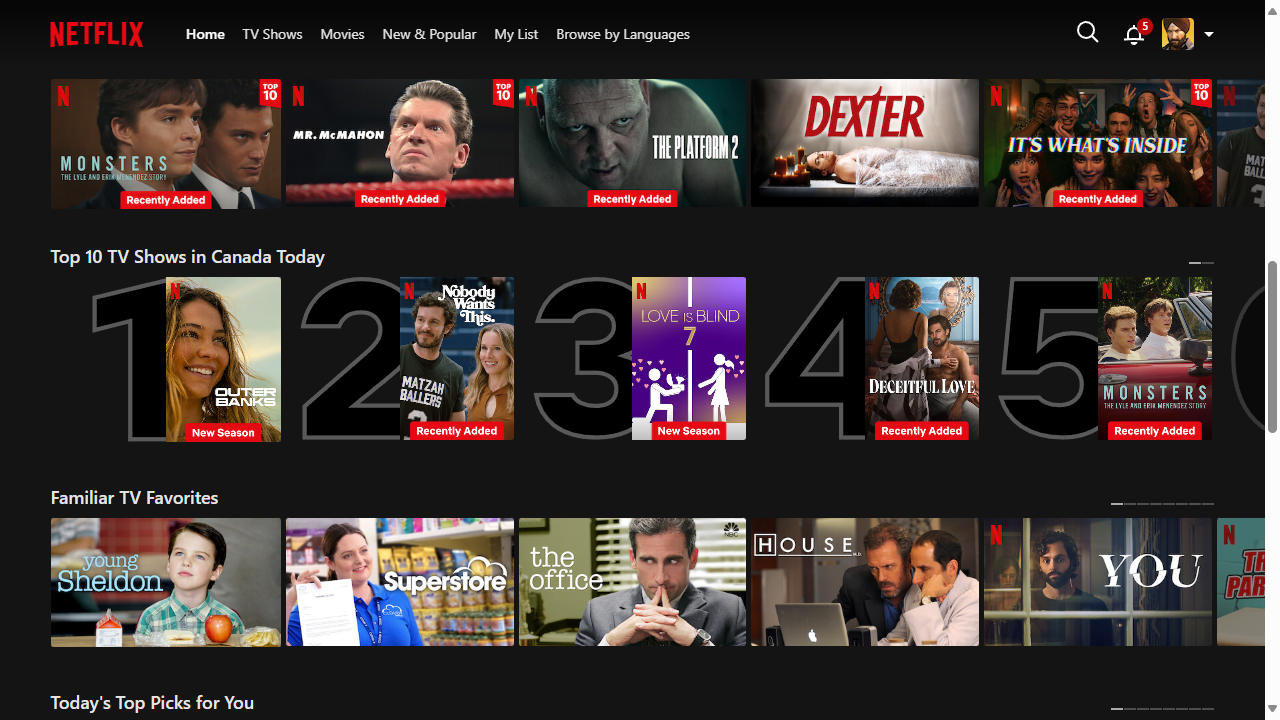 NETFLIX
Home TV Shows Movies New & Popular My List Browse by Languages
5
N
TOP 10
MONSTERS
THE LYLE AND ERIK MENENDEZ STORY
Recently Added
N
TOP 10
MR. McMAHON
Recently Added
N
THE PLATFORM 2
Recently Added
DEXTER
N
TOP 10
IT'S WHAT'S INSIDE
Recently Added
N
MA
BAL
Top 10 TV Shows in Canada Today
1
N
OUTER
BANKS
New Season
2
N
Nobody
Wants
This.
MATZAH
BALLERS
Recently Added
3
N
LOVE IS BLIND
7
New Season
4
N
DECEITFUL LOVE
Recently Added
5
N
MONSTERS
THE LYLE AND ERIK MENENDEZ STORY
Recently Added
Familiar TV Favorites
young
Sheldon
Superstore
the
office
NBC
HOUSE M.D.
N
YOU
N
TR
PAR
Today's Top Picks for You